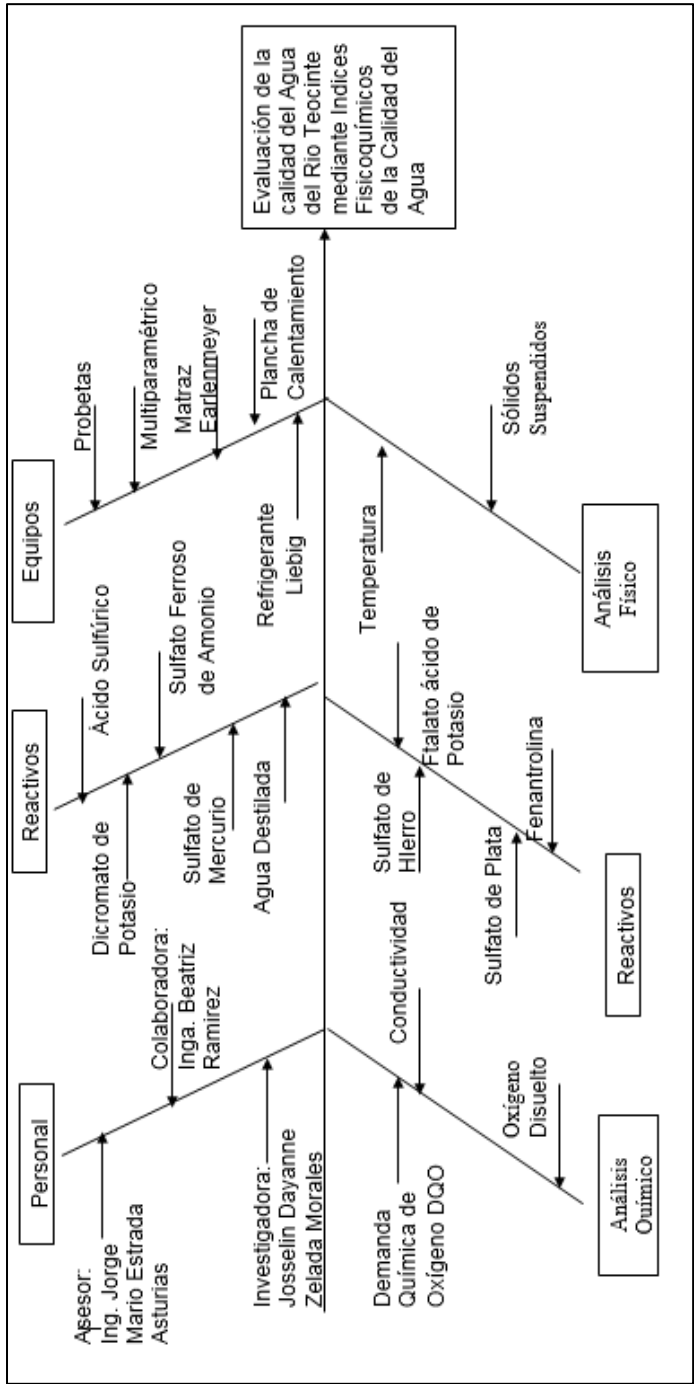 Personal
Asesor:
Ing. Jorge
Mario Estrada
Asturias
Colaboradora:
Inga. Beatriz
Ramirez
Investigadora:
Josselin Dayanne
Zelada Morales
Reactivos
Ácido Sulfúrico
Dicromato de
Potasio
Sulfato Ferroso
de Amonio
Sulfato de
Mercurio
Agua Destilada
Equipos
Probetas
Multiparamétrico
Matraz
Earlenmeyer
Plancha de
Calentamiento
Refrigerante
Liebig
Evaluación de la
calidad del Agua
del Rio Teocinte
mediante Indices
Fisicoquímicos
de la Calidad del
Agua
Demanda
Química de
Oxígeno DQO
Conductividad
Oxígeno
Disuelto
Análisis
Químico
Ftalato ácido de
Potasio
Sulfato de
HIerro
Sulfato de Plata
Fenantrolina
Reactivos
Temperatura
Sólidos
Suspendidos
Análisis
Físico